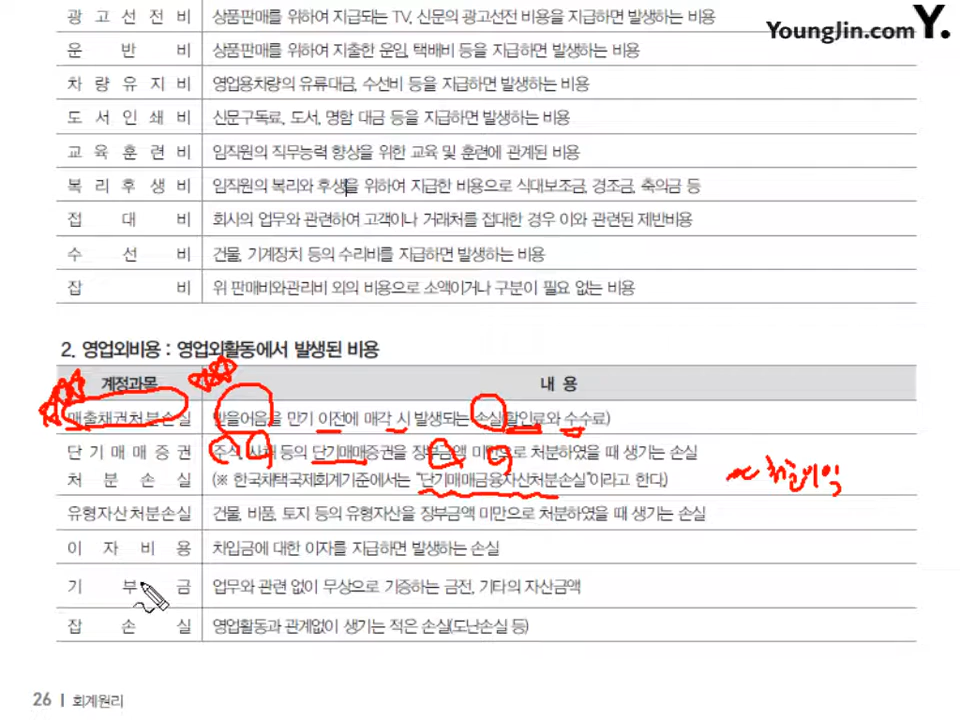 광 고 선 전 비 상품판매를 위하여 지급되는 TV, 신문의 광고선전 비용을 지급하면 발생하는 비용
YoungJin.com Y.
운 반 비 상품판매를 위하여 지출한 운임, 택배비 등을 지급하면 발생하는 비용
차 량 유 지 비 영업용차량의 유류대금, 수선비 등을 지급하면 발생하는 비용
도 서 인 쇄 비 신문구독료, 도서, 명함 대금 등을 지급하면 발생하는 비용
교 육 훈 련 비 임직원의 직무능력 향상을 위한 교육 및 훈련에 관계된 비용
복 리 후 생 비 임직원의 복리와 후생을 위하여 지급한 비용으로 식대보조금, 경조금, 축의금 등
접 대 비 회사의 업무와 관련하여 고객이나 거래처를 접대한 경우 이와 관련된 제반비용
수 선 비 건물, 기계장치 등의 수리비를 지급하면 발생하는 비용
잡 비 위 판매비와관리비 외의 비용으로 소액이거나 구분이 필요 없는 비용
2. 영업외비용 : 영업외활동에서 발생된 비용
계정과목 내 용
매출채권처분손실 받을어음을 만기 이전에 매각 시 발생되는 손실(할인료와 수수료)
단 기 매 매 증 권 주식, 사채 등의 단기매매증권을 장부금액 미만으로 처분하였을 때 생기는 손실
처 분 손 실 (※ 한국채택국제회계기준에서는 "단기매매금융자산처분손실"이라고 한다.)
유형자산처분손실 건물, 비품, 토지 등의 유형자산을 장부금액 미만으로 처분하였을 때 생기는 손실
이 자 비 용 차입금에 대한 이자를 지급하면 발생하는 손실
기 부 금 업무와 관련 없이 무상으로 기증하는 금전, 기타의 자산금액
잡 손 실 영업활동과 관계없이 생기는 적은 손실(도난손실 등)
26 | 회계원리